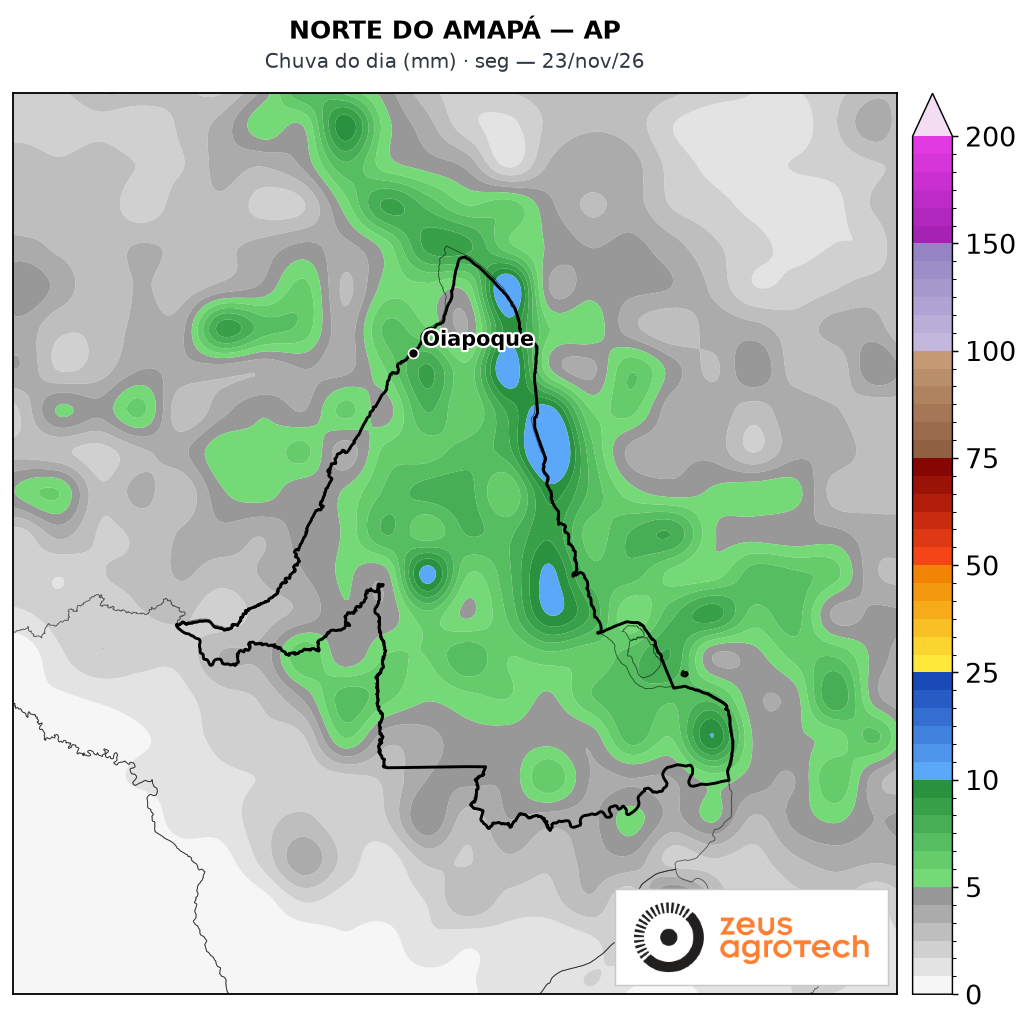 NORTE DO AMAPÁ — AP
Chuva do dia (mm) · seg — 23/nov/26
Oiapoque
200
150
100
75
50
25
10
5
0
zeus
agrotech